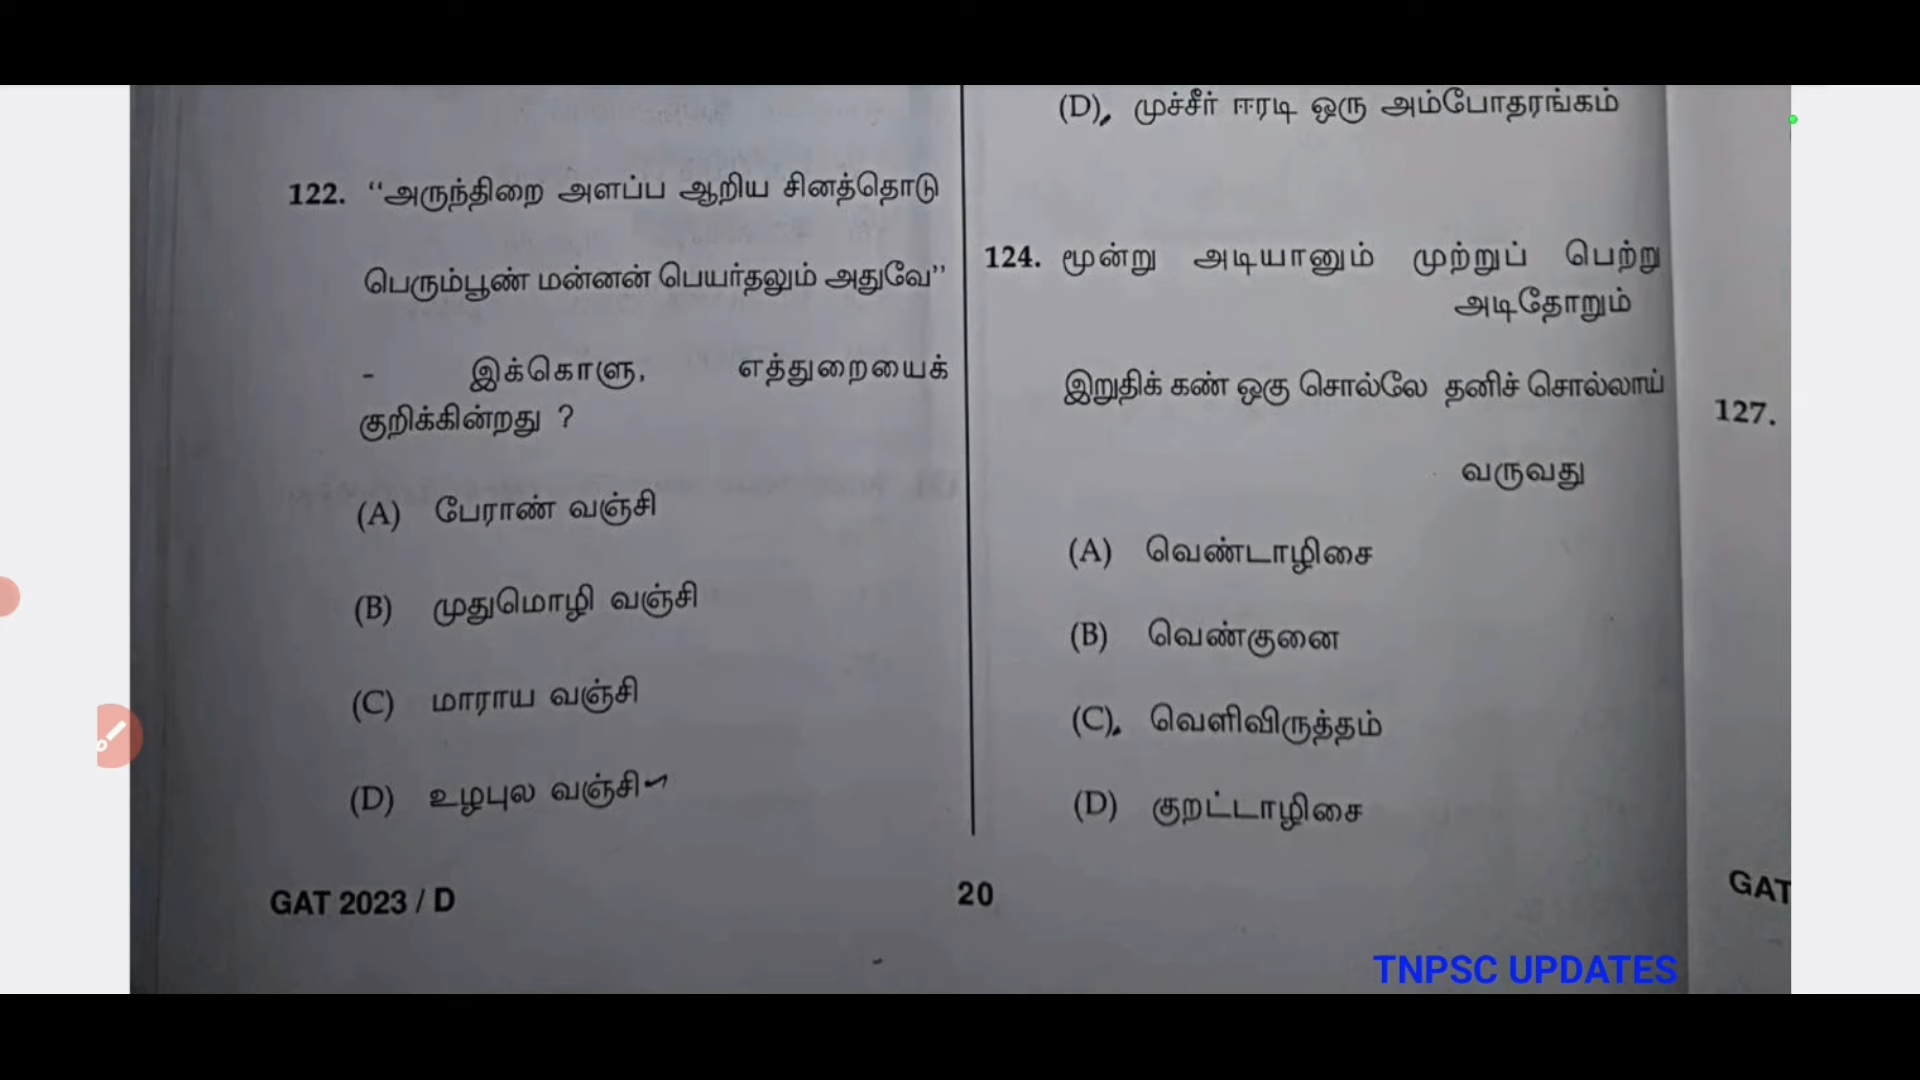 122. “அருந்திறை அளப்ப ஆறிய சினத்தொடு
பெரும்பூண் மன்னன் பெயர்தலும் அதுவே”
- இக்கொளு, எத்துறையைக்
குறிக்கின்றது ?
(A) பேராண் வஞ்சி
(B) முதுமொழி வஞ்சி
(C) மாராய வஞ்சி
(D) உழபுல வஞ்சி
GAT 2023 / D
20
(D) முச்சீர் ஈரடி ஒரு அம்போதரங்கம்
124. மூன்று அடியானும் முற்றுப் பெற்று
அடிதோறும்
இறுதிக் கண் ஒகு சொல்லே தனிச் சொல்லாய்
வருவது
(A) வெண்டாழிசை
(B) வெண்குனை
(C) வெளிவிருத்தம்
(D) குறட்டாழிசை
127.
GAT
TNPSC UPDATES